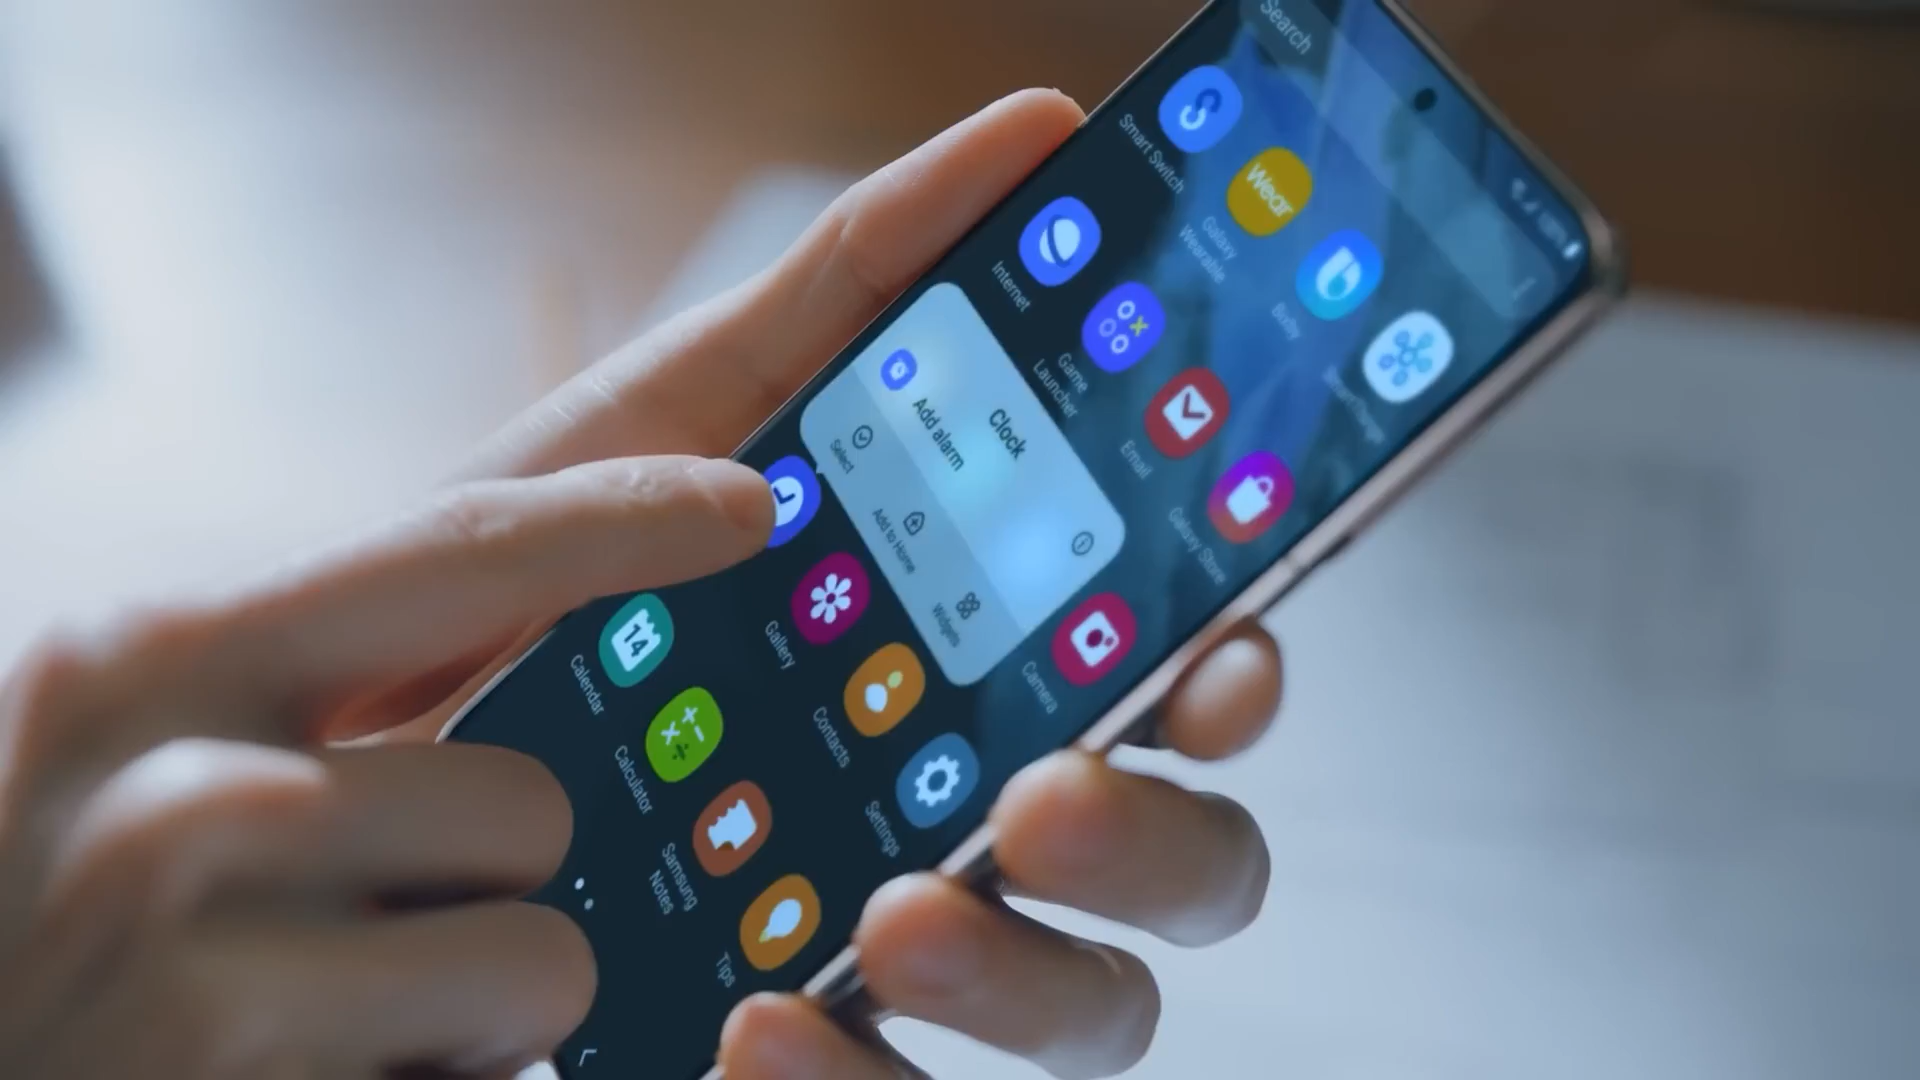 Search
Smart Switch
Wear
Galaxy
Wearable
Bixby
SmartThings
Internet
Game
Launcher
Email
Galaxy Store
Clock
Add alarm
Select
Add to Home
Widgets
Gallery
Contacts
Settings
Camera
14
Calendar
Calculator
Samsung
Notes
Tips